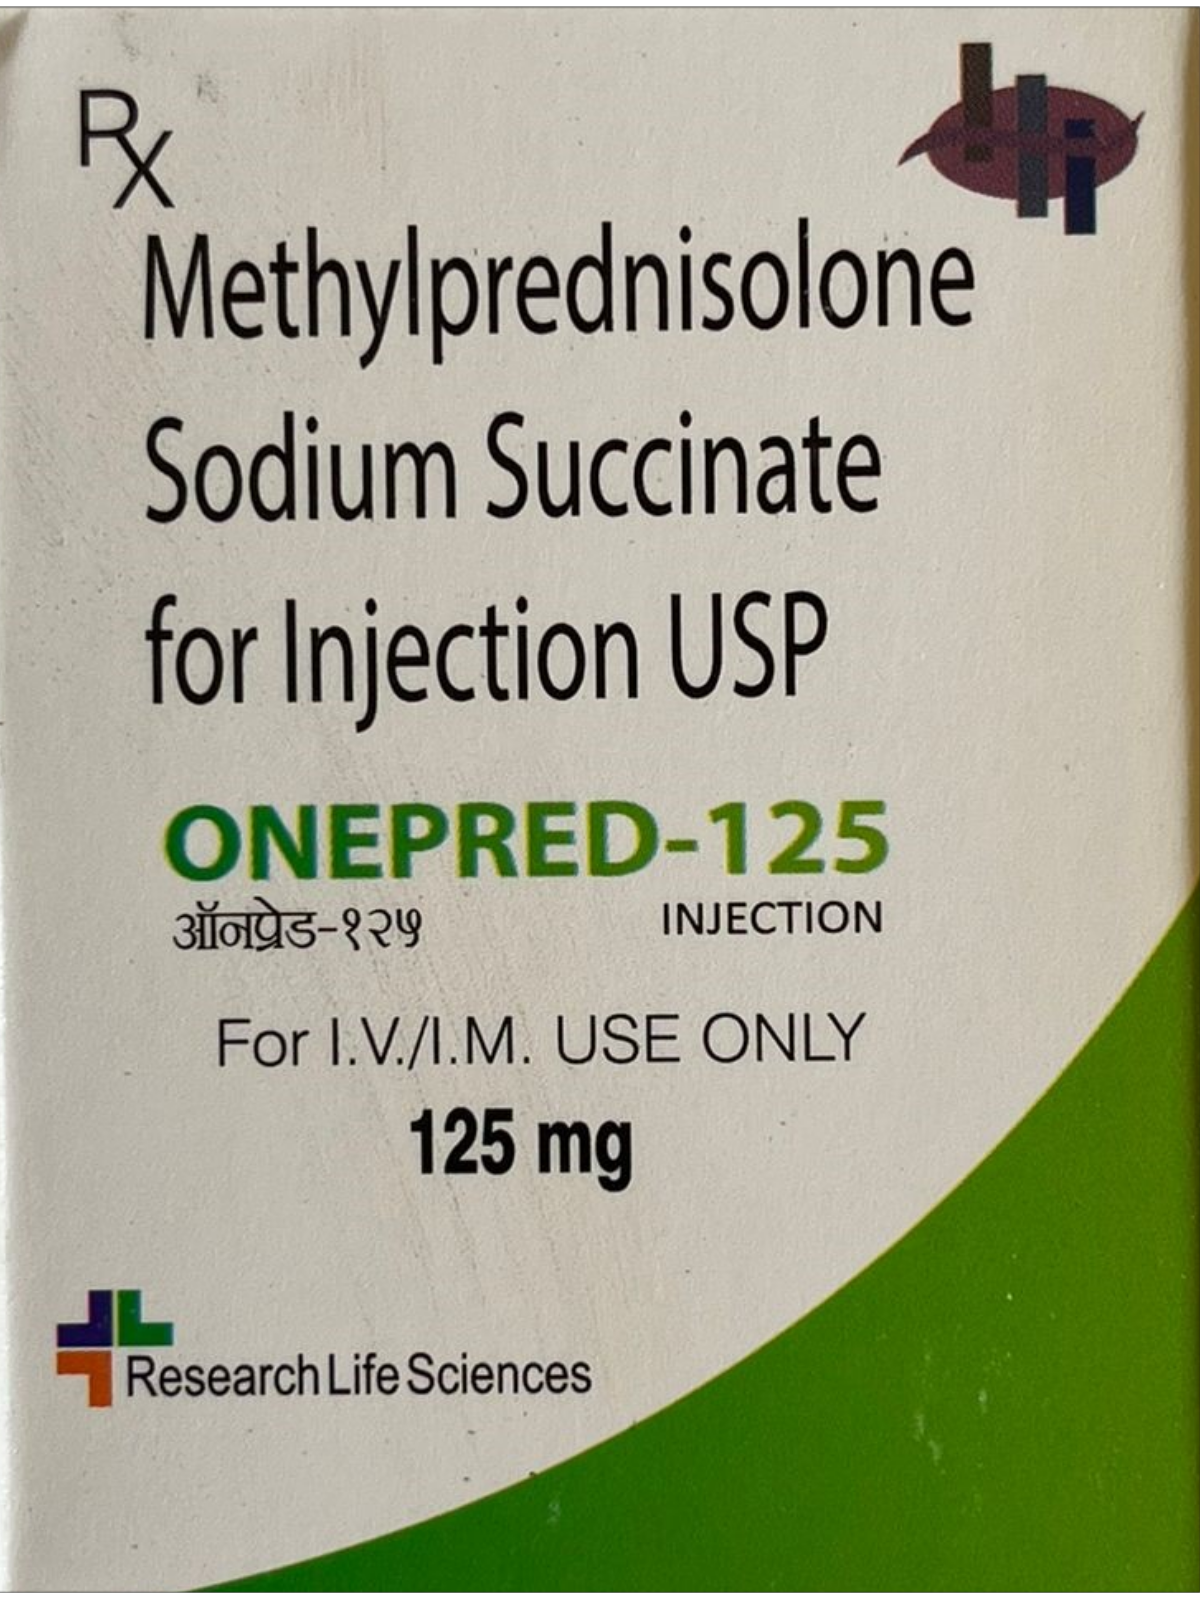 Rx
Methylprednisolone
Sodium Succinate
for Injection USP
ONEPRED-125
ऑनप्रेड-१२५ INJECTION
For I.V./I.M. USE ONLY
125 mg
Research Life Sciences